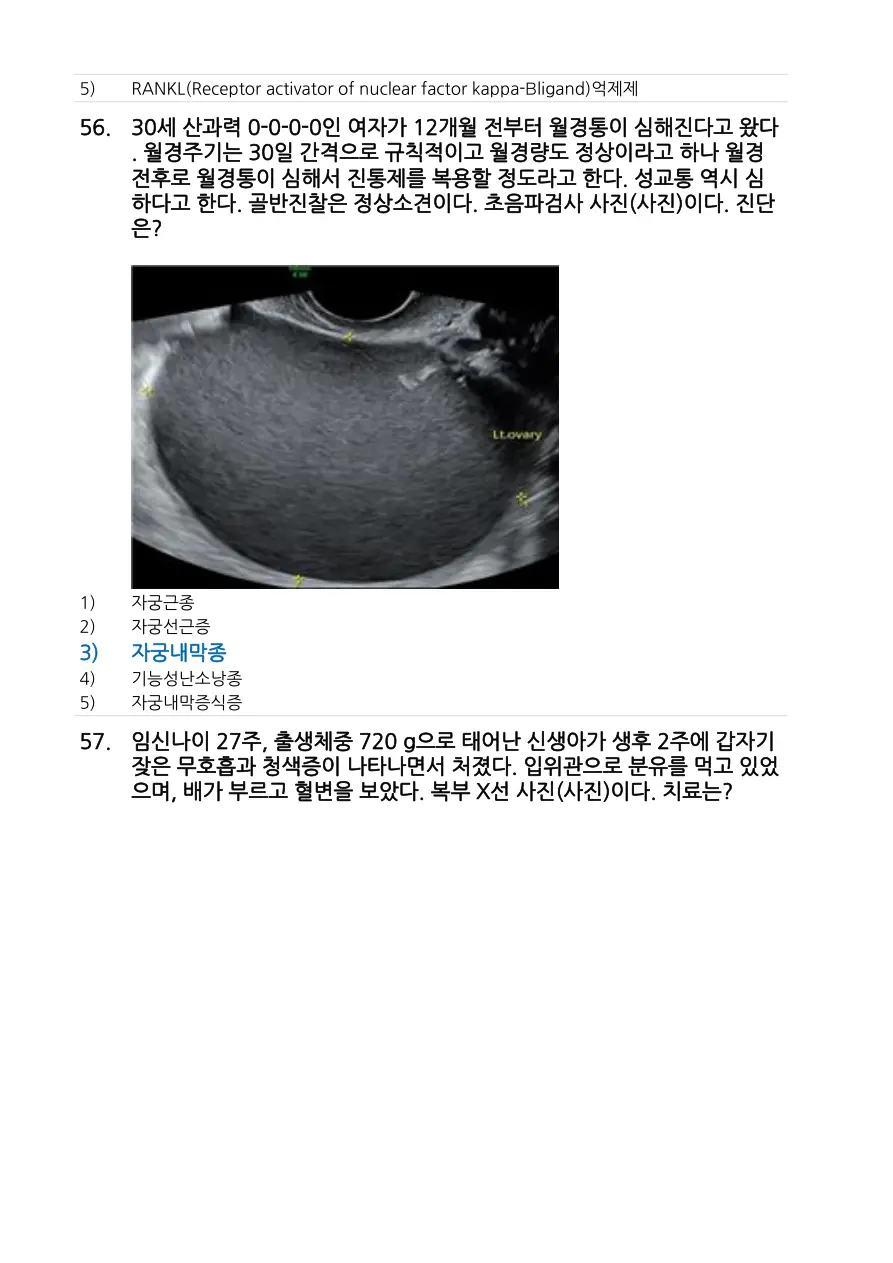 5) RANKL(Receptor activator of nuclear factor kappa-Bligand)억제제
56. 30세 산과력 0-0-0-0인 여자가 12개월 전부터 월경통이 심해진다고 왔다
. 월경주기는 30일 간격으로 규칙적이고 월경량도 정상이라고 하나 월경
전후로 월경통이 심해서 진통제를 복용할 정도라고 한다. 성교통 역시 심
하다고 한다. 골반진찰은 정상소견이다. 초음파검사 사진(사진)이다. 진단
은?
Lt.ovary
1) 자궁근종
2) 자궁선근증
3) 자궁내막종
4) 기능성난소낭종
5) 자궁내막증식증
57. 임신나이 27주, 출생체중 720 g으로 태어난 신생아가 생후 2주에 갑자기
잦은 무호흡과 청색증이 나타나면서 처졌다. 입위관으로 분유를 먹고 있었
으며, 배가 부르고 혈변을 보았다. 복부 X선 사진(사진)이다. 치료는?